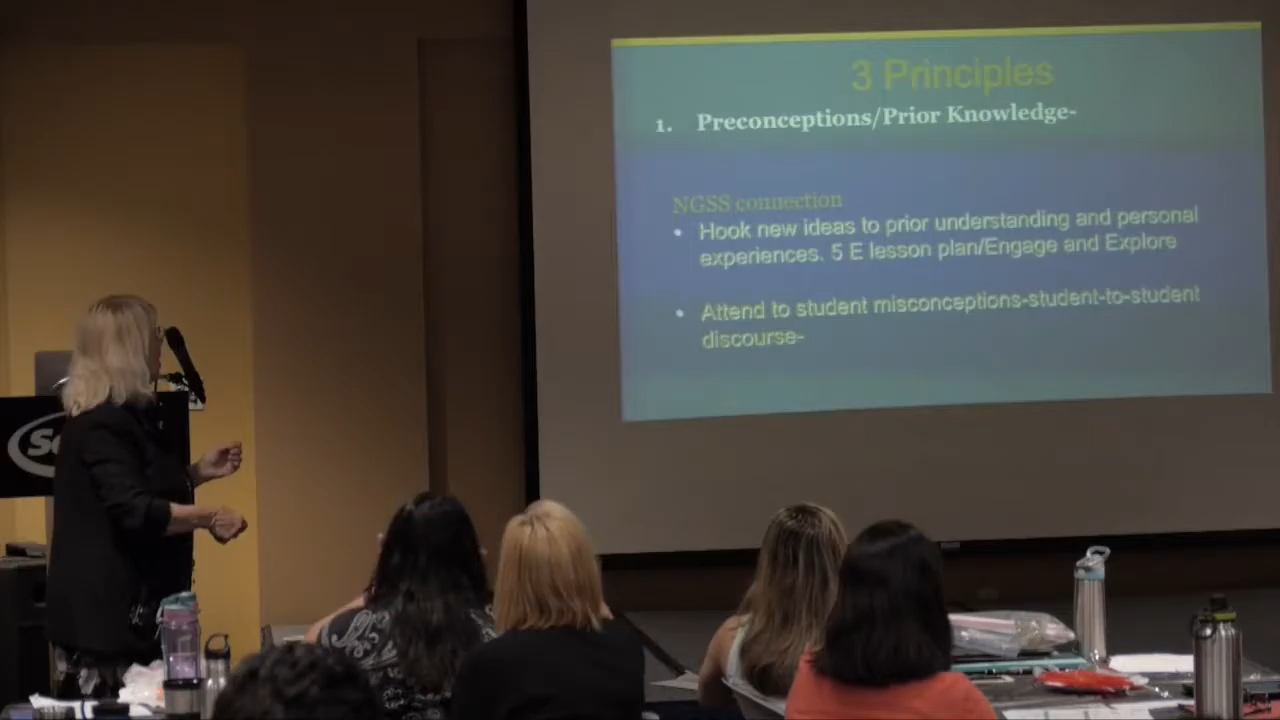 3 Principles
1. Preconceptions/Prior Knowledge-
NGSS connection
• Hook new ideas to prior understanding and personal
experiences. 5 E lesson plan/Engage and Explore
• Attend to student misconceptions-student-to-student
discourse-